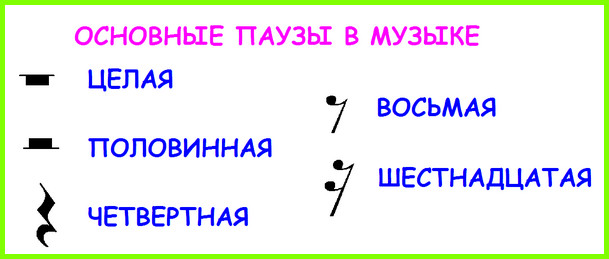 ОСНОВНЫЕ ПАУЗЫ В МУЗЫКЕ
ЦЕЛАЯ
ПОЛОВИННАЯ
ЧЕТВЕРТНАЯ
ВОСЬМАЯ
ШЕСТНАДЦАТАЯ